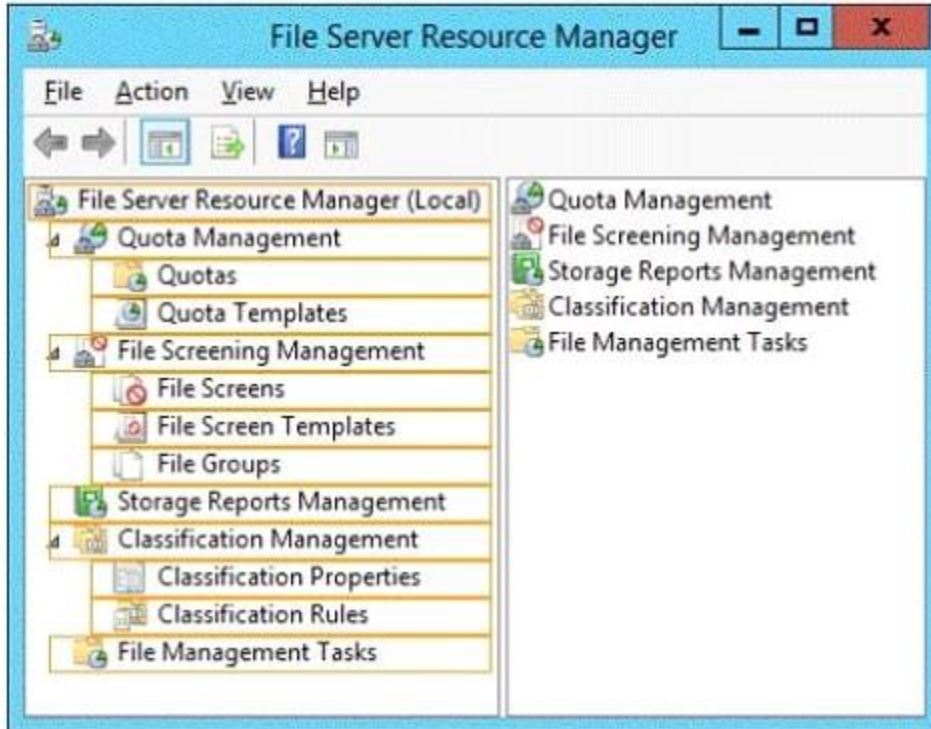 File Server Resource Manager
File Action View Help
File Server Resource Manager (Local)
Quota Management
Quotas
Quota Templates
File Screening Management
File Screens
File Screen Templates
File Groups
Storage Reports Management
Classification Management
Classification Properties
Classification Rules
File Management Tasks
Quota Management
File Screening Management
Storage Reports Management
Classification Management
File Management Tasks